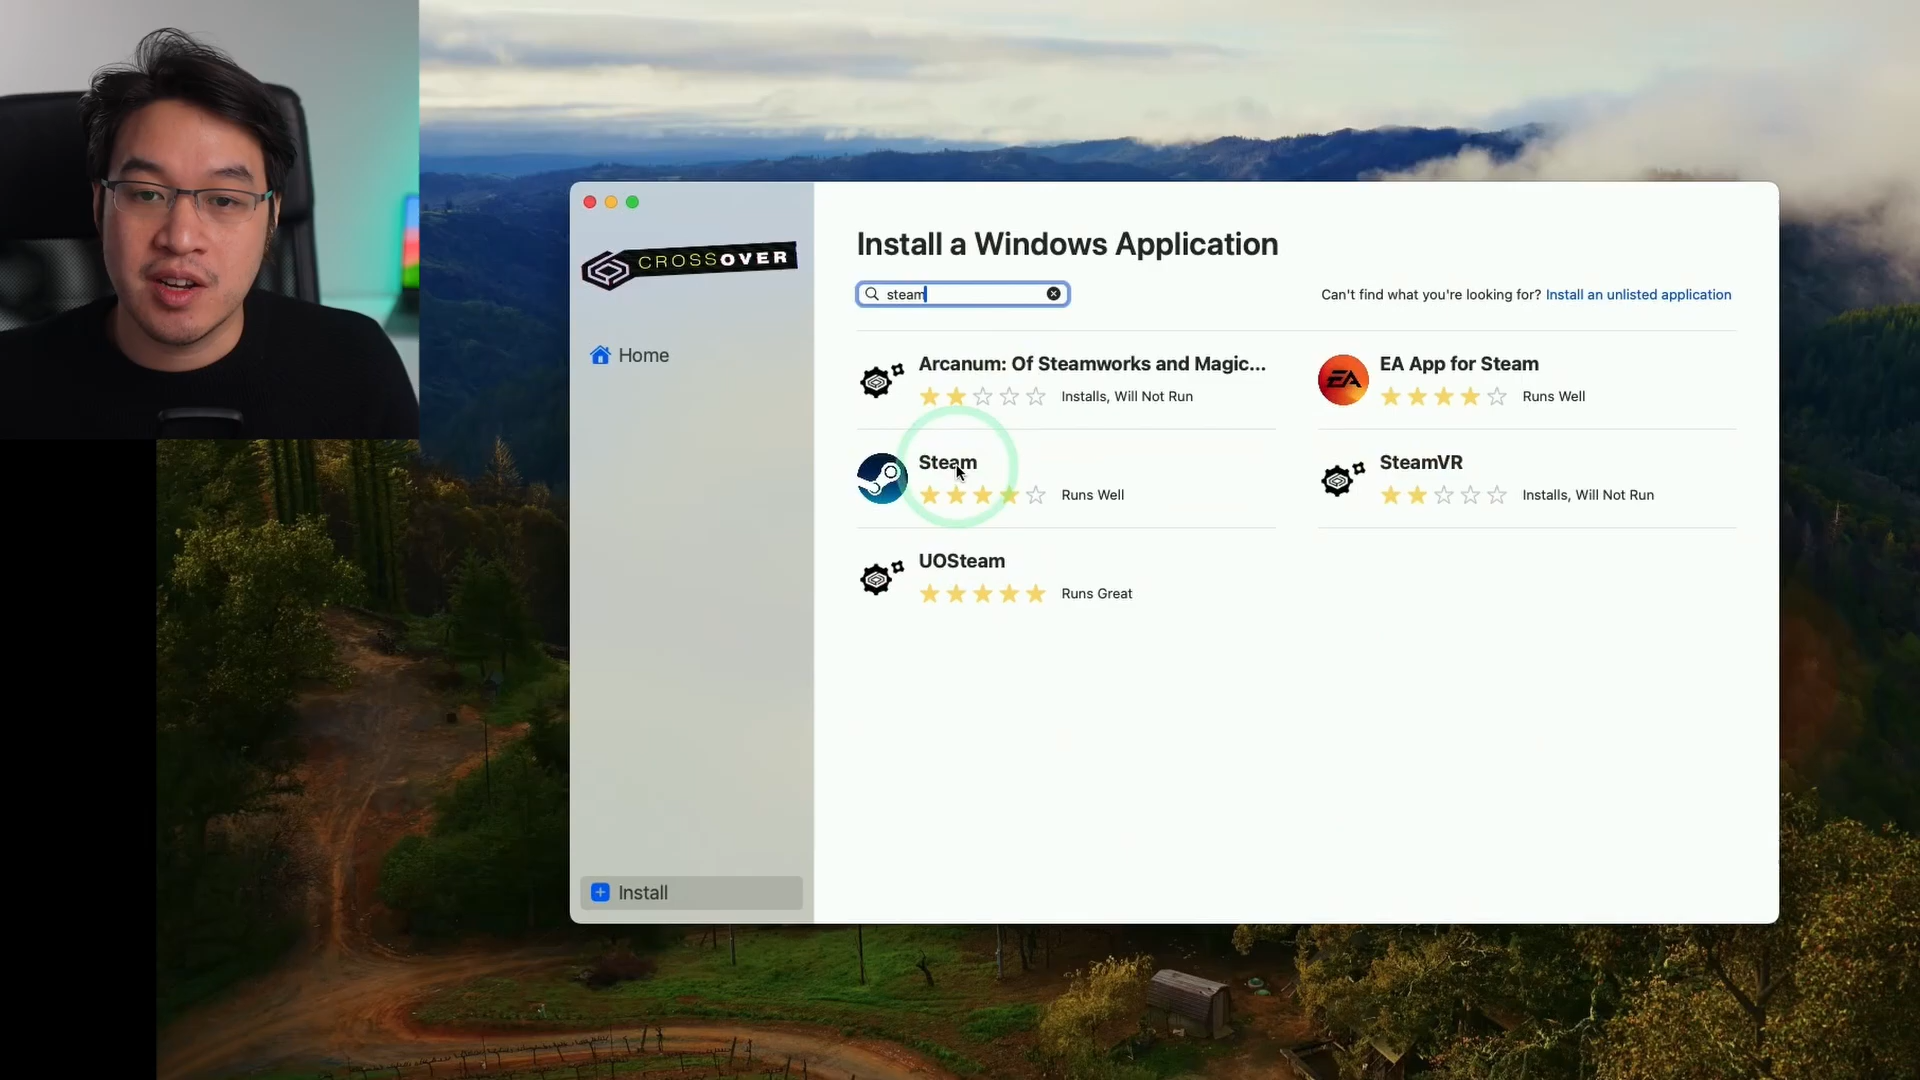 CROSSOVER
Home
Install
Install a Windows Application
steam
Can't find what you're looking for? Install an unlisted application
Arcanum: Of Steamworks and Magic...
Installs, Will Not Run
EA
EA App for Steam
Runs Well
Steam
Runs Well
SteamVR
Installs, Will Not Run
UOSteam
Runs Great